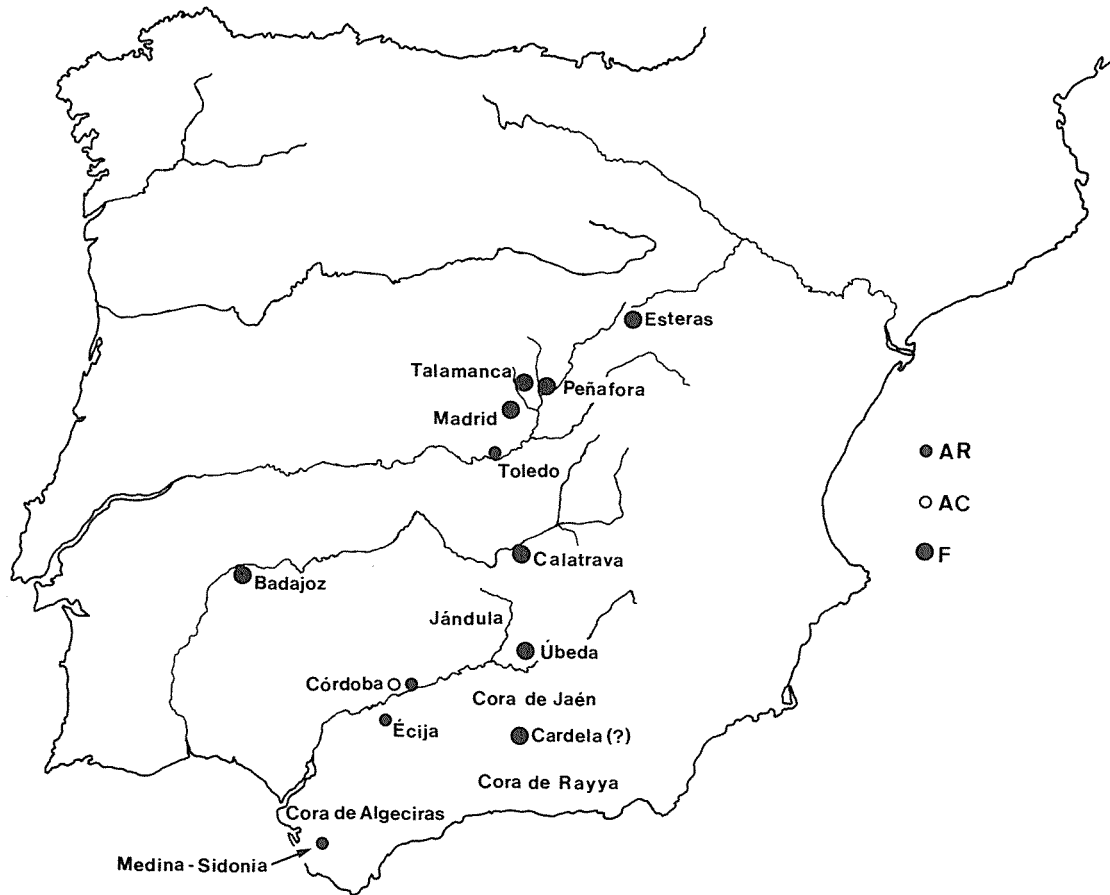 Esteras
Talamanca
Peñafora
Madrid
Toledo
AR
AC
F
Calatrava
Badajoz
Jándula
Úbeda
Córdoba
Cora de Jaén
Écija
Cardela (?)
Cora de Rayya
Cora de Algeciras
Medina-Sidonia